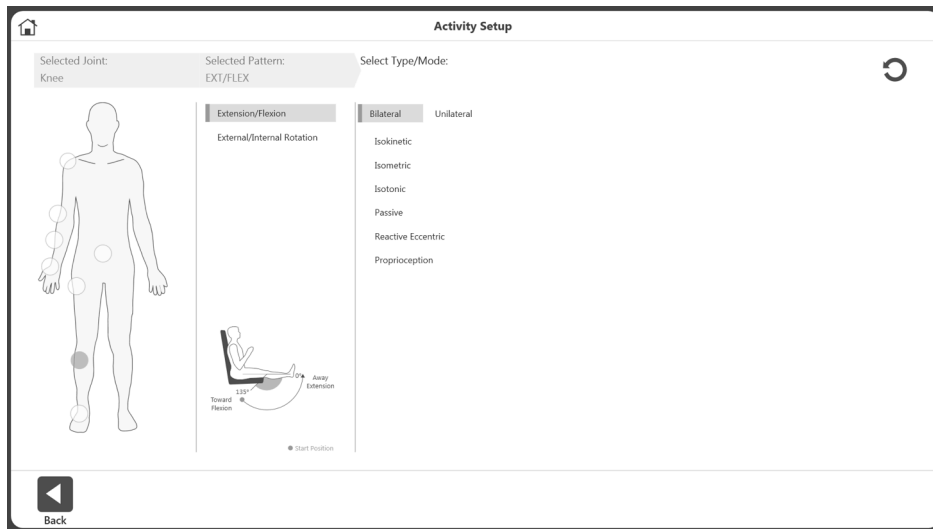 Activity Setup
Selected Joint:
Knee
Selected Pattern:
EXT/FLEX
Select Type/Mode:
Extension/Flexion
External/Internal Rotation
Bilateral
Unilateral
Isokinetic
Isometric
Isotonic
Passive
Reactive Eccentric
Proprioception
0°
Away
Extension
135°
Toward
Flexion
Start Position
Back